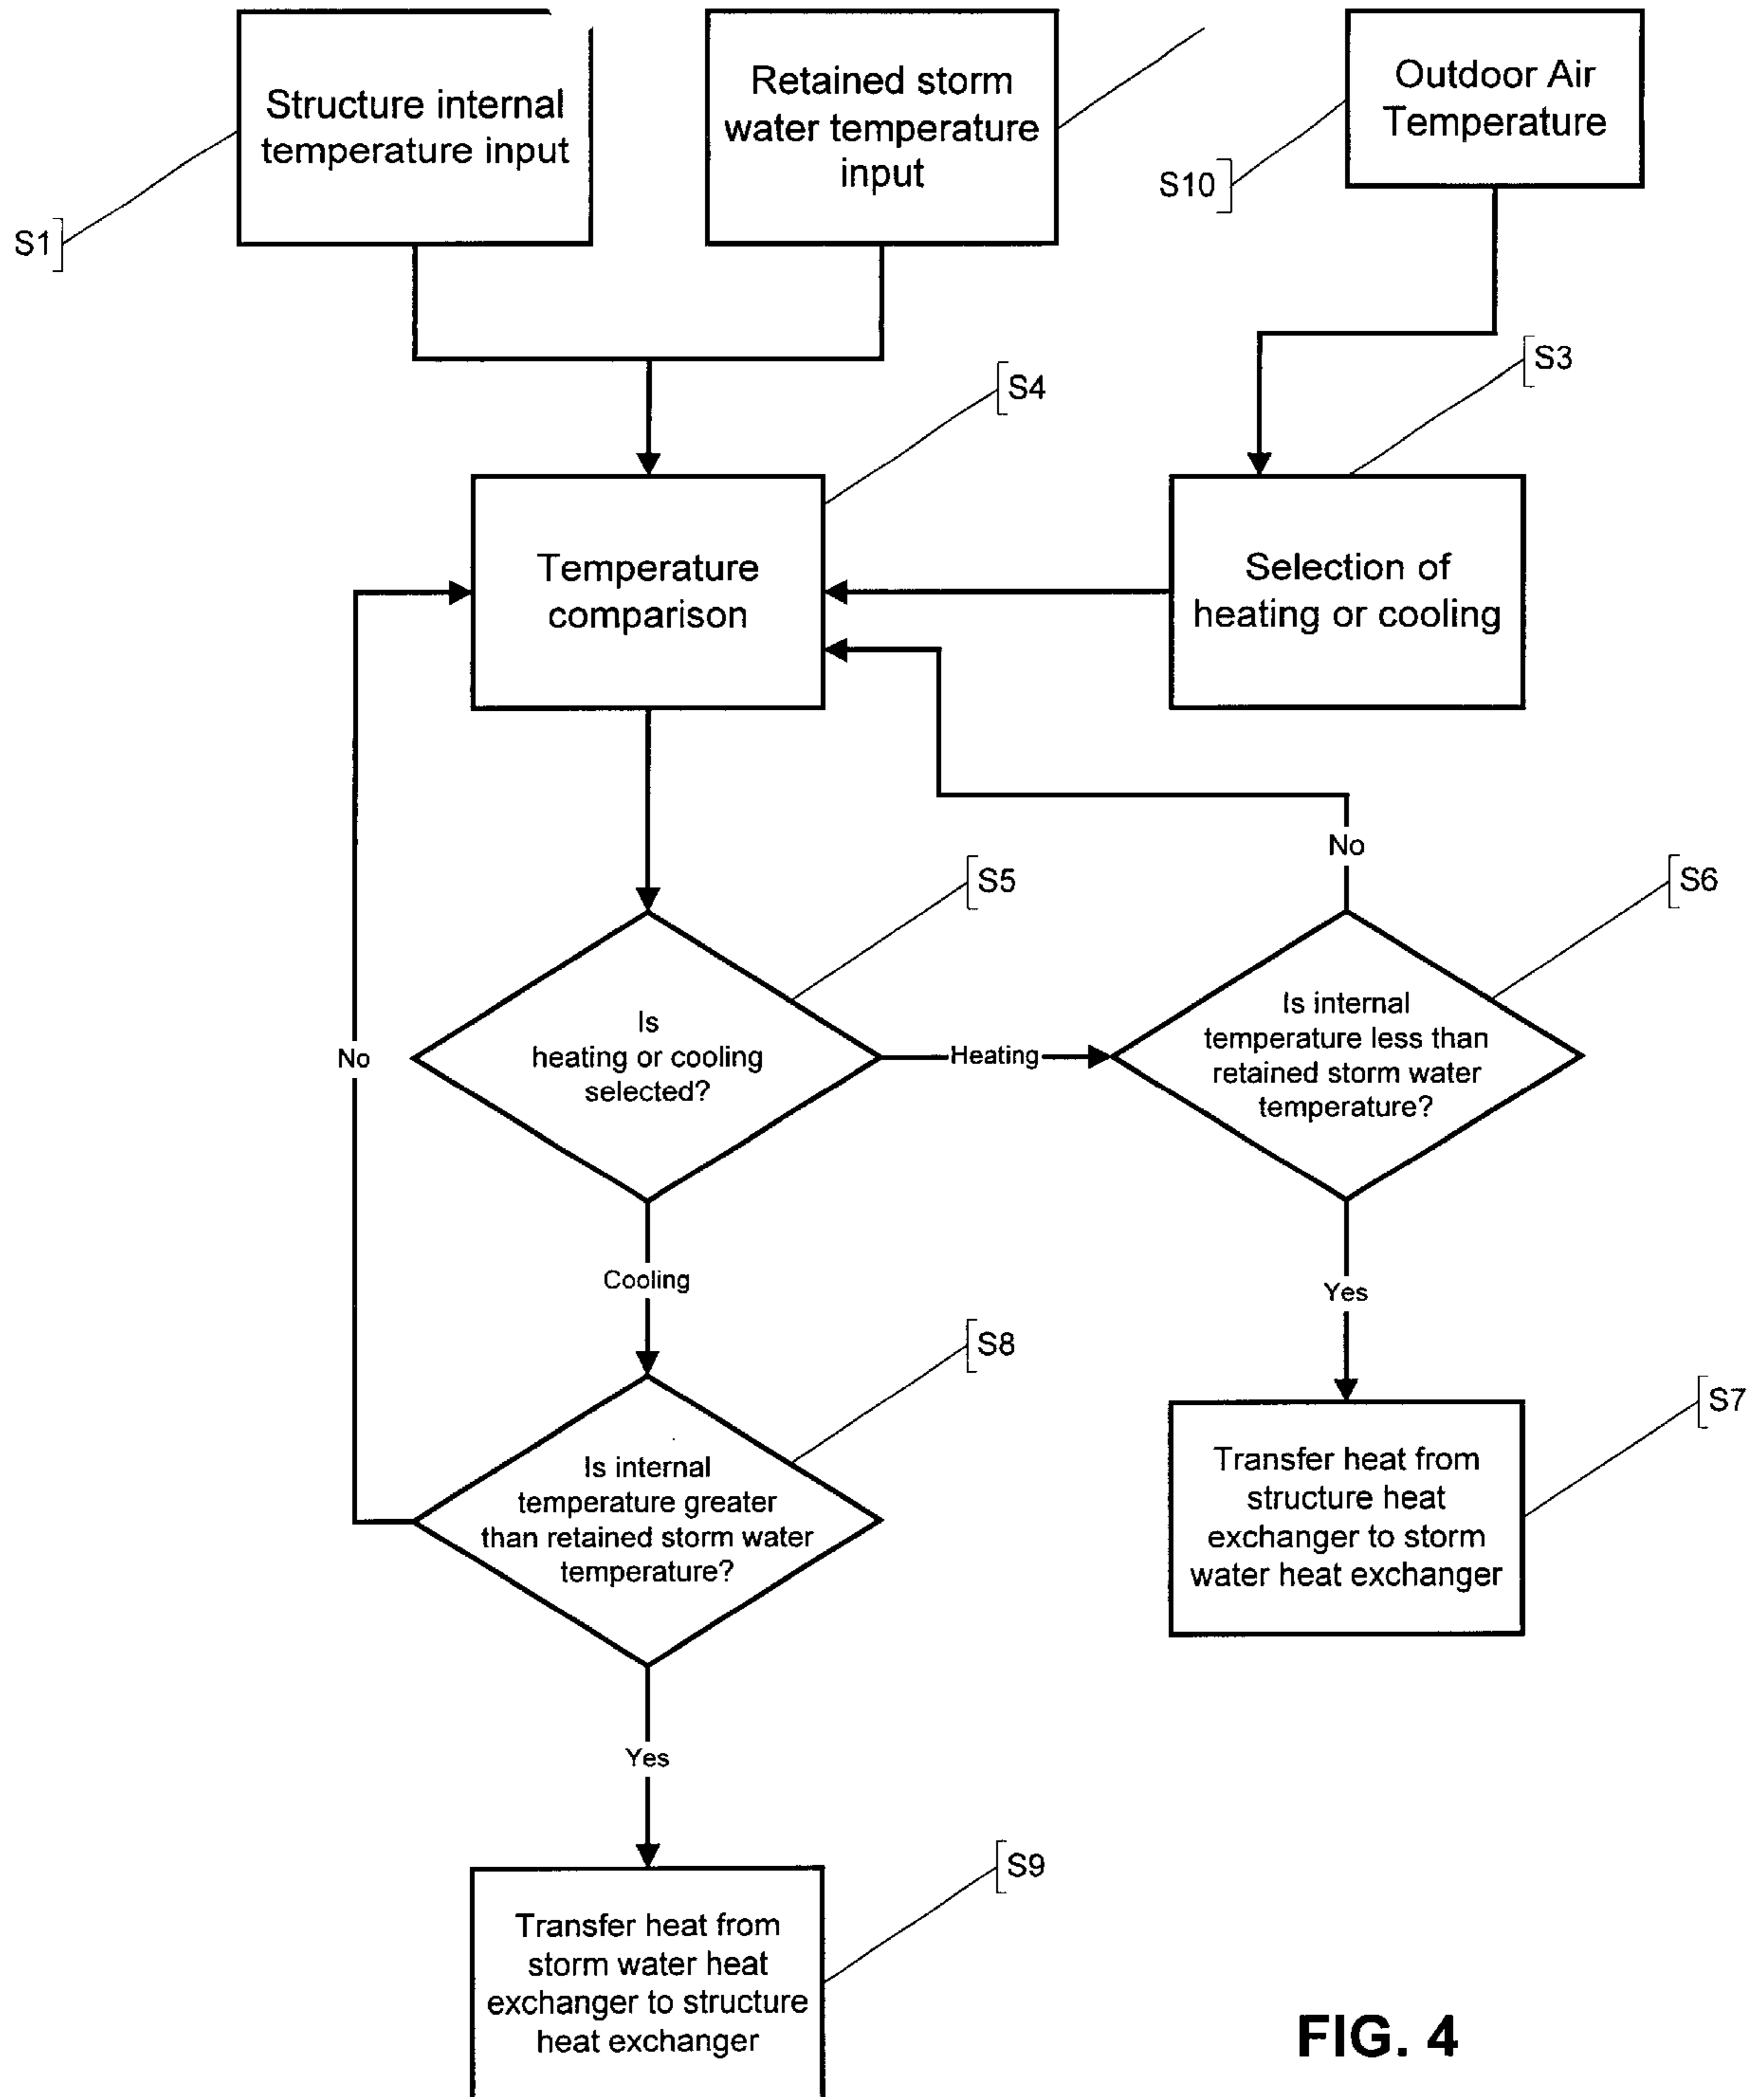 Structure internal
temperature input
Retained storm
water temperature
input
Outdoor Air
Temperature
S1
S10
S3
S4
Temperature
comparison
Selection of
heating or cooling
No
S5
S6
Is
heating or cooling
selected?
Heating
Is internal
temperature less than
retained storm water
temperature?
No
Cooling
Yes
S8
S7
Is internal
temperature greater
than retained storm water
temperature?
Transfer heat from
structure heat
exchanger to storm
water heat exchanger
Yes
S9
Transfer heat from
storm water heat
exchanger to structure
heat exchanger
FIG. 4